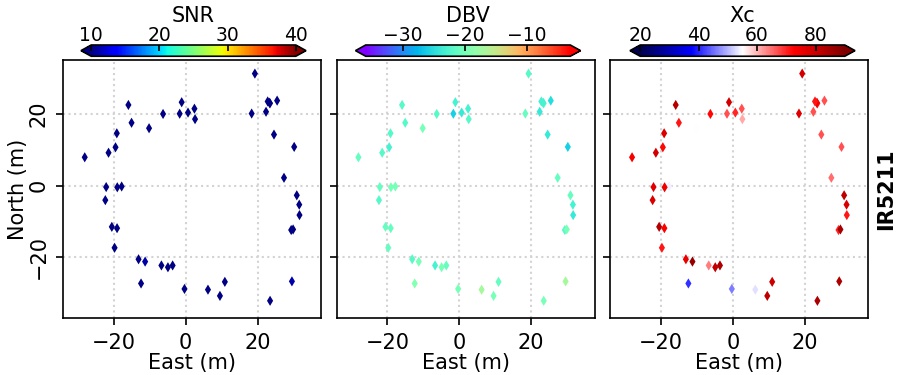 SNR DBV Xc
10 20 30 40 −30 −20 −10 20 40 60 80
20
0
−20
North (m)
IR5211
−20 0 20 −20 0 20 −20 0 20
East (m) East (m) East (m)